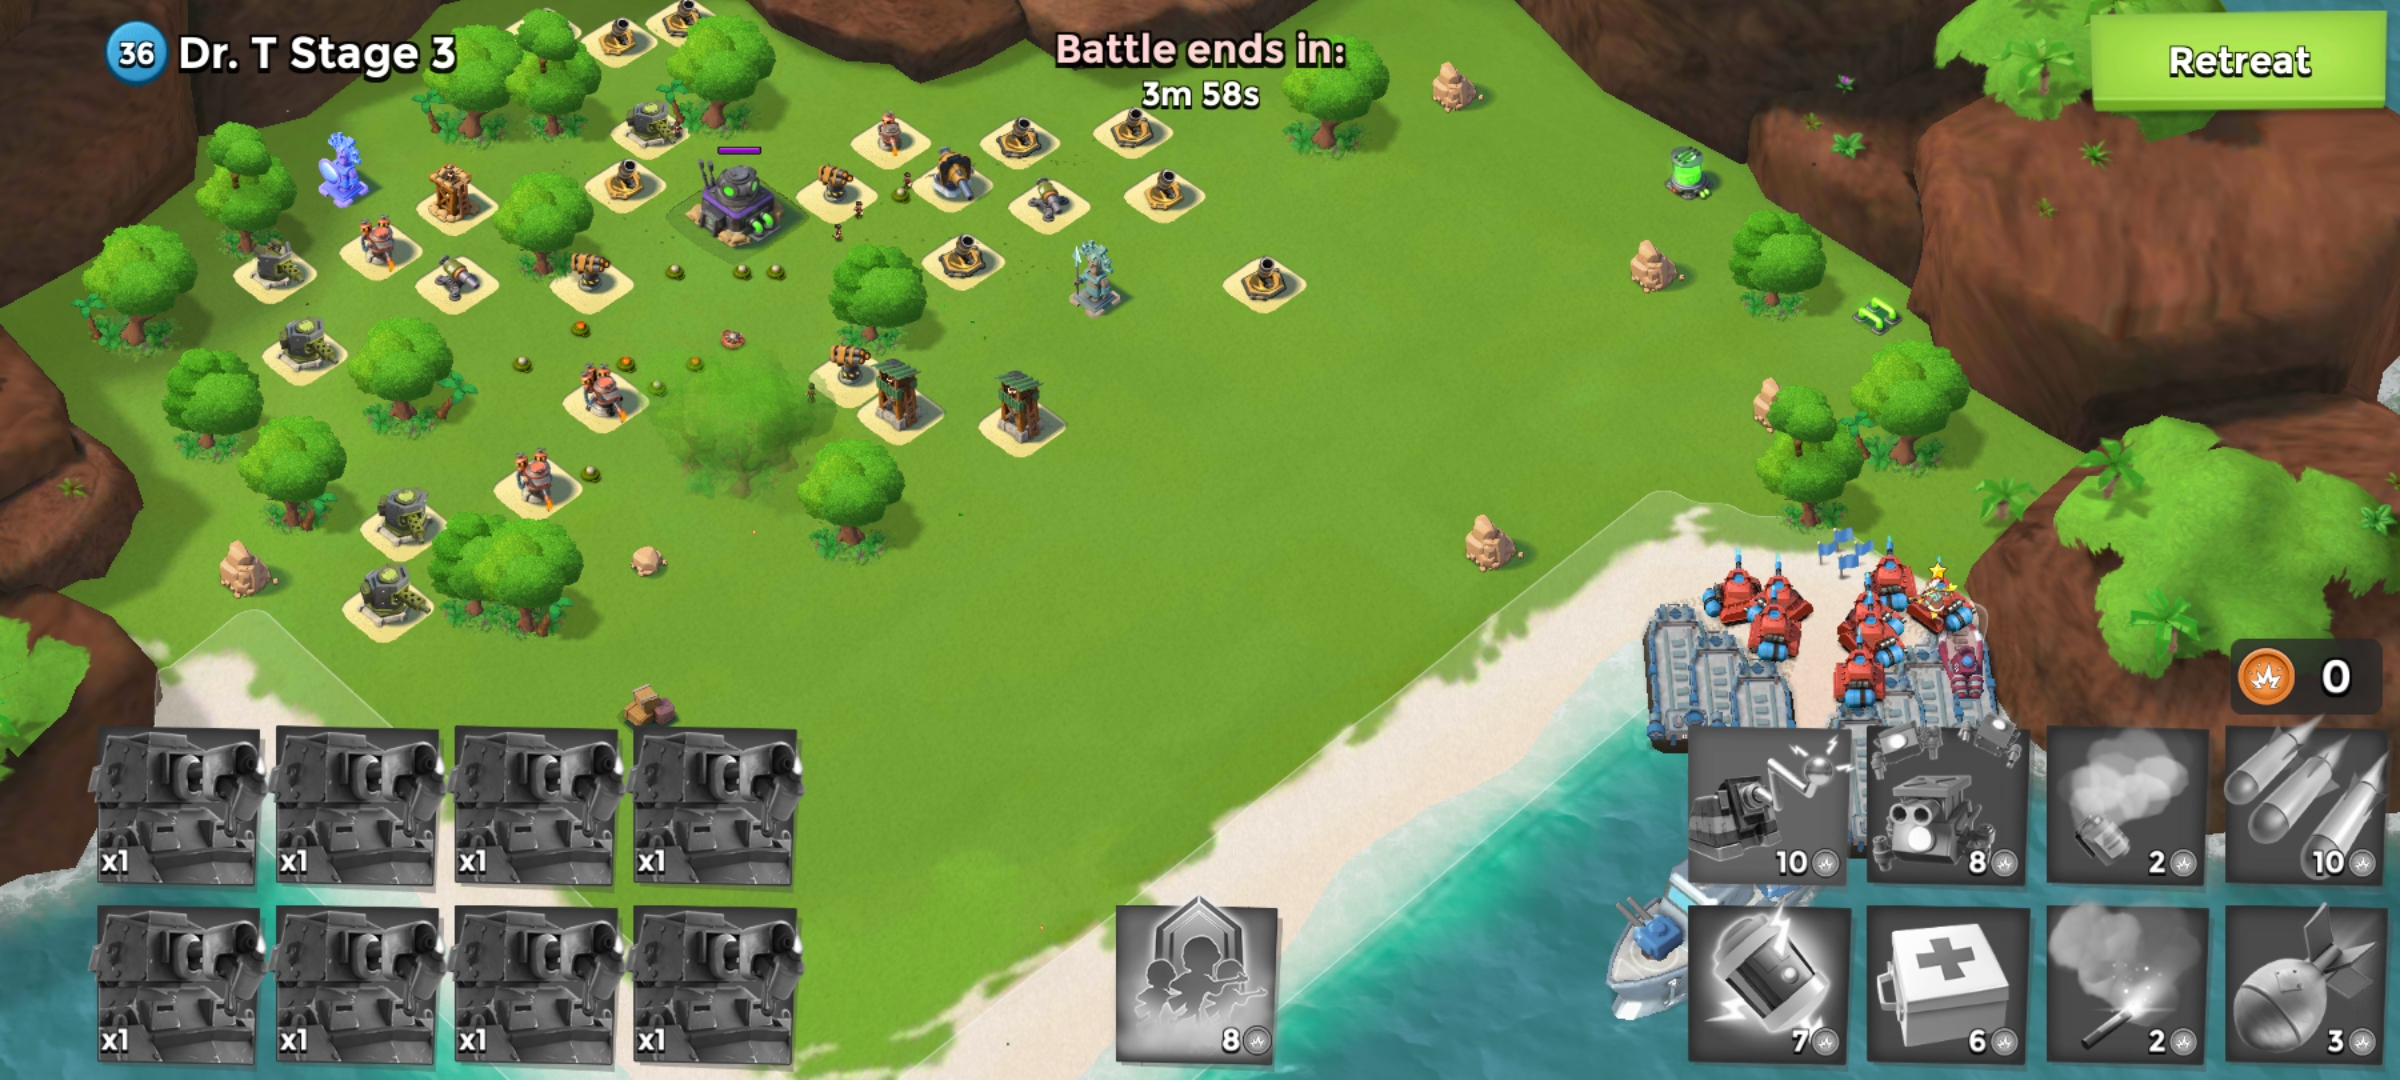 36 Dr. T Stage 3
Battle ends in:
3m 58s
Retreat
0
x1 x1 x1 x1
10 8 2 10
x1 x1 x1 x1
8
7 6 2 3